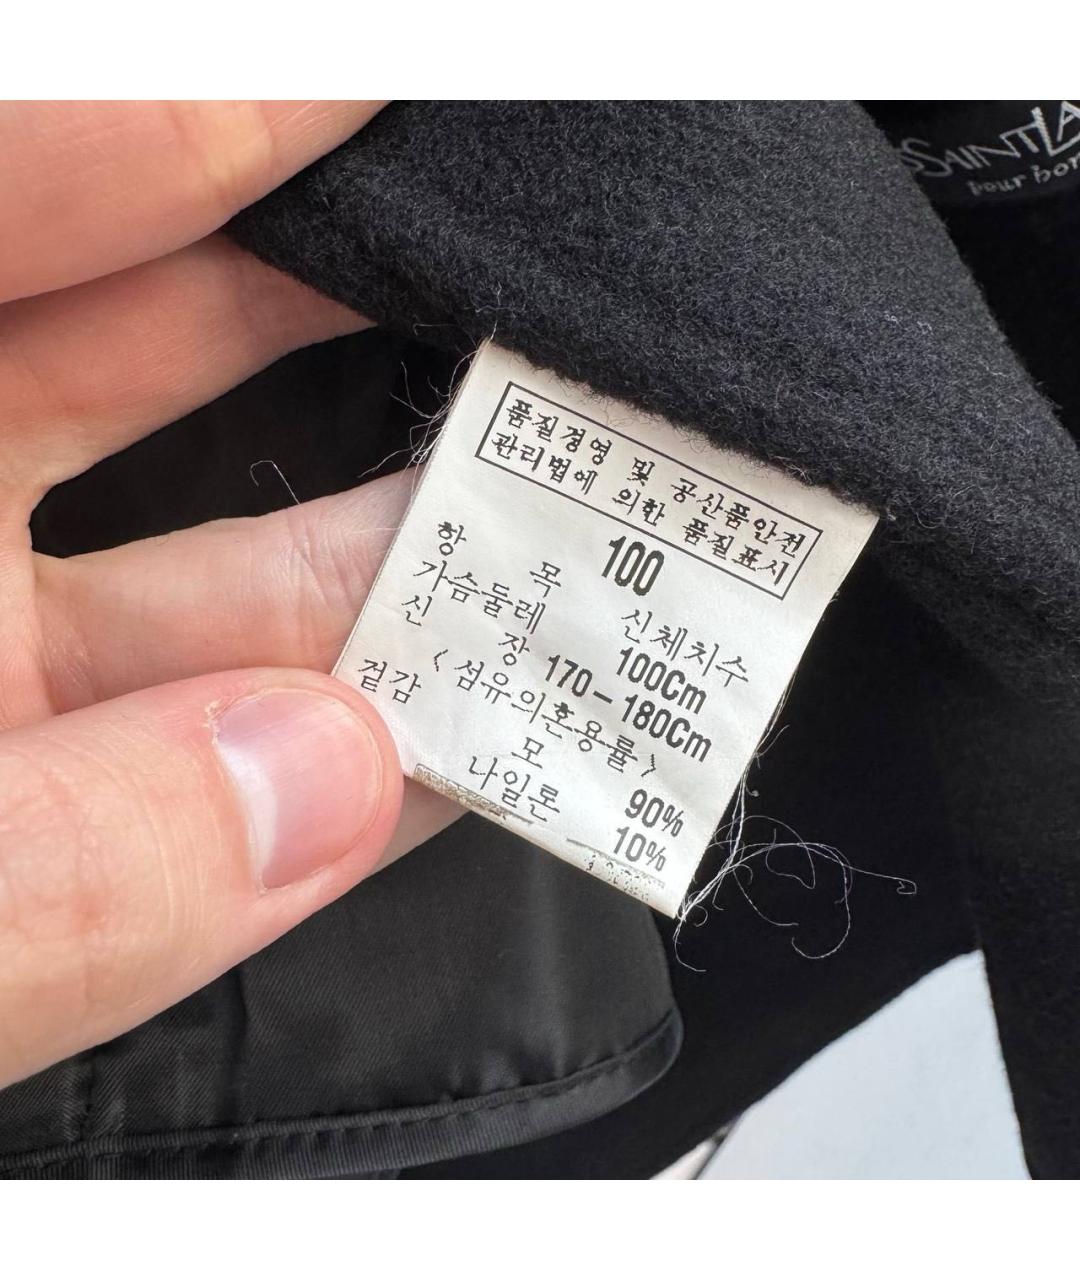 SAINTLA
pour hom
품질경영 및 공산품안전
관리법에 의한 품질표시
100
항 목 신체치수
가슴둘레 100Cm
신 장 170-180Cm
<섬유의혼용률>
겉감 모 90%
나일론 10%